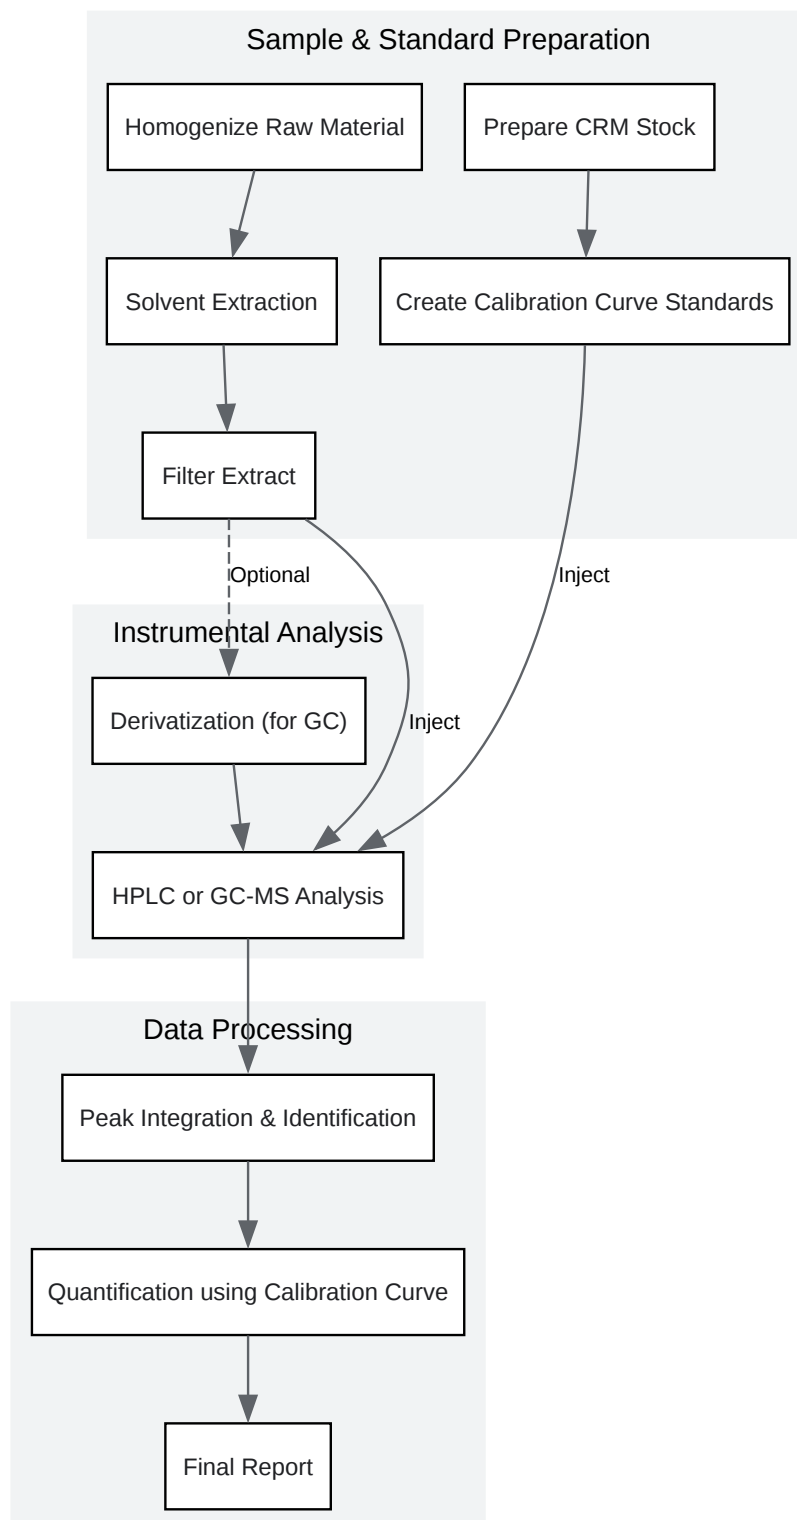 Sample & Standard Preparation
Homogenize Raw Material
Prepare CRM Stock
Solvent Extraction
Create Calibration Curve Standards
Filter Extract
Optional
Inject
Instrumental Analysis
Derivatization (for GC)
Inject
HPLC or GC-MS Analysis
Data Processing
Peak Integration & Identification
Quantification using Calibration Curve
Final Report